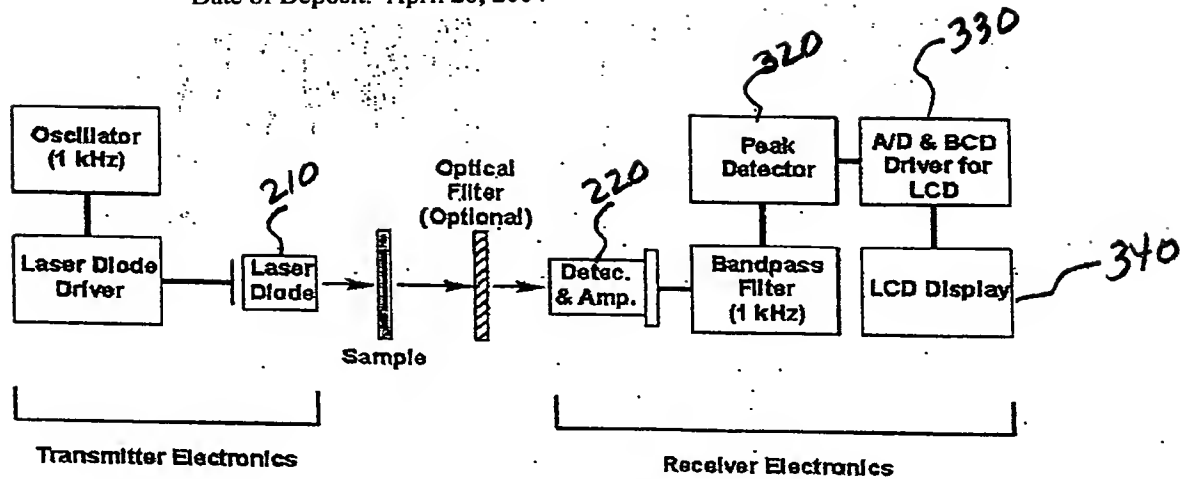 Date of Deposit: April 26, 2004
320
330
Oscillator
(1 kHz)
Optical
Filter
(Optional)
Peak
Detector
A/D & BCD
Driver for
LCD
210
220
340
Laser Diode
Driver
Laser
Diode
Detec.
& Amp.
Bandpass
Filter
(1 kHz)
LCD Display
Sample
Transmitter Electronics
Receiver Electronics